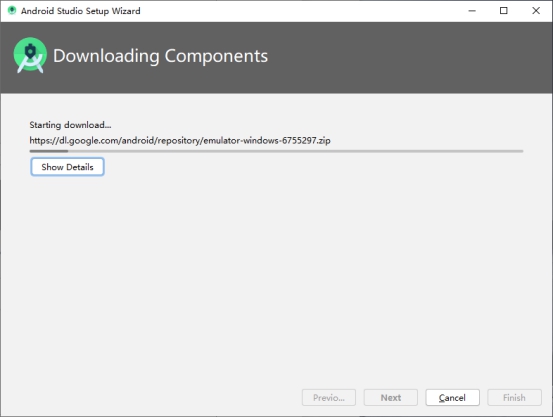 Android Studio Setup Wizard
Downloading Components
Starting download...
https://dl.google.com/android/repository/emulator-windows-6755297.zip
Show Details
Previo... Next Cancel Finish